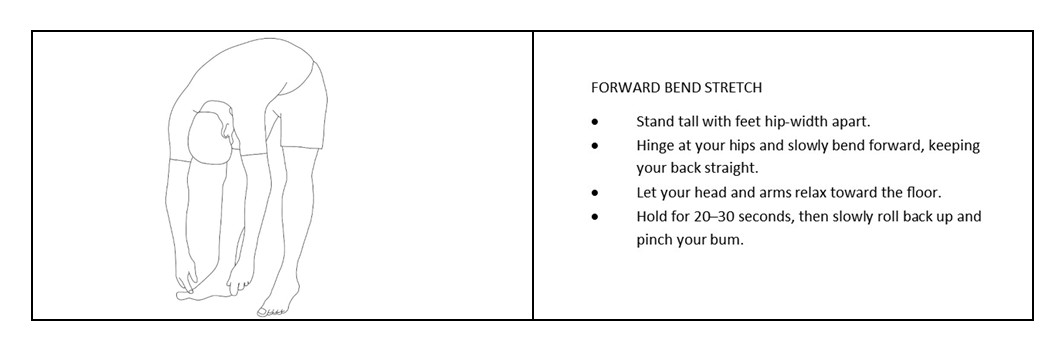 FORWARD BEND STRETCH
• Stand tall with feet hip-width apart.
• Hinge at your hips and slowly bend forward, keeping
your back straight.
• Let your head and arms relax toward the floor.
• Hold for 20–30 seconds, then slowly roll back up and
pinch your bum.